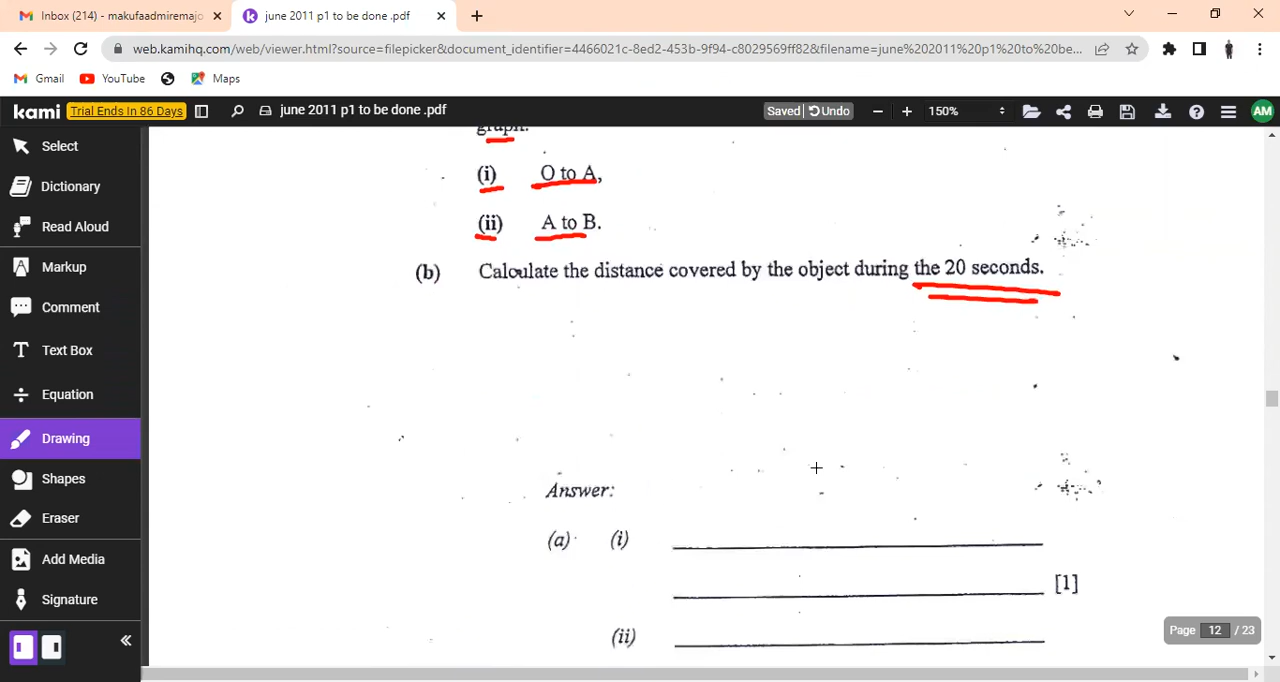 Inbox (214) - makufaadmiremajo
june 2011 p1 to be done .pdf
web.kamihq.com/web/viewer.html?source=filepicker&document_identifier=4466021c-8ed2-453b-9f94-c8029569ff82&filename=june%202011%20p1%20to%20be...
Gmail
YouTube
Maps
kami
Trial Ends In 86 Days
june 2011 p1 to be done .pdf
Saved
Undo
150%
AM
Select
Dictionary
Read Aloud
Markup
Comment
Text Box
Equation
Drawing
Shapes
Eraser
Add Media
Signature
graph.
(i) O to A,
(ii) A to B.
(b) Calculate the distance covered by the object during the 20 seconds.
Answer:
(a) (i)
[1]
(ii)
Page 12 / 23